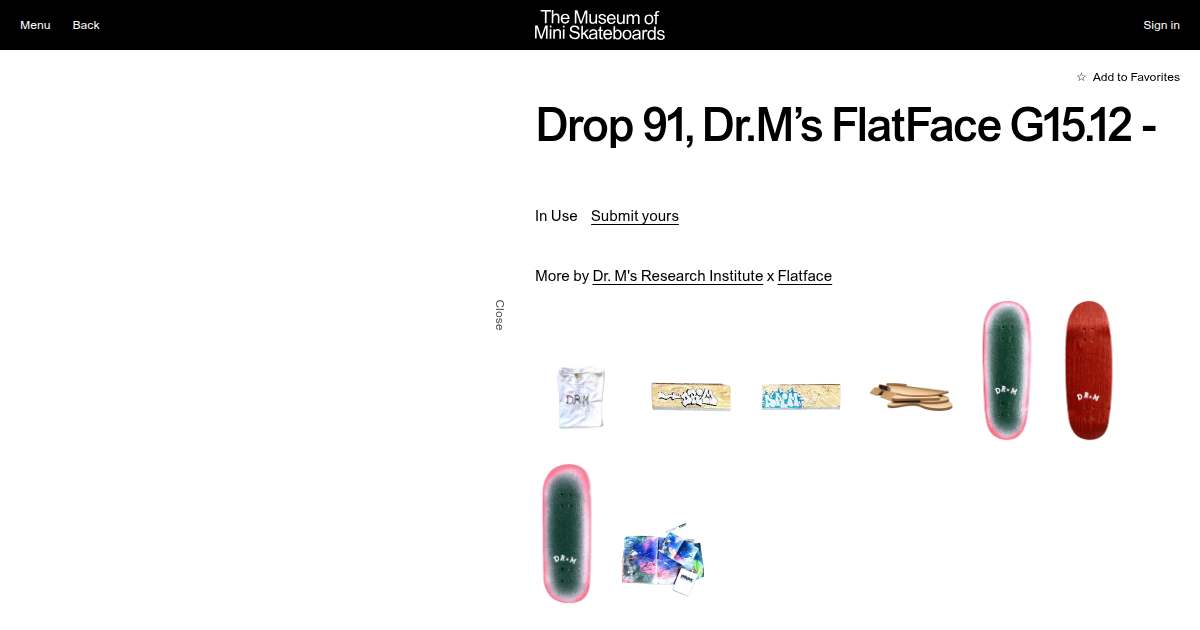 Menu
Back
The Museum of
Mini Skateboards
Sign in
☆ Add to Favorites
Drop 91, Dr.M’s FlatFace G15.12 -
In Use
Submit yours
More by Dr. M's Research Institute x Flatface
Close
DR.M
DR.M
DR.M
DR.M